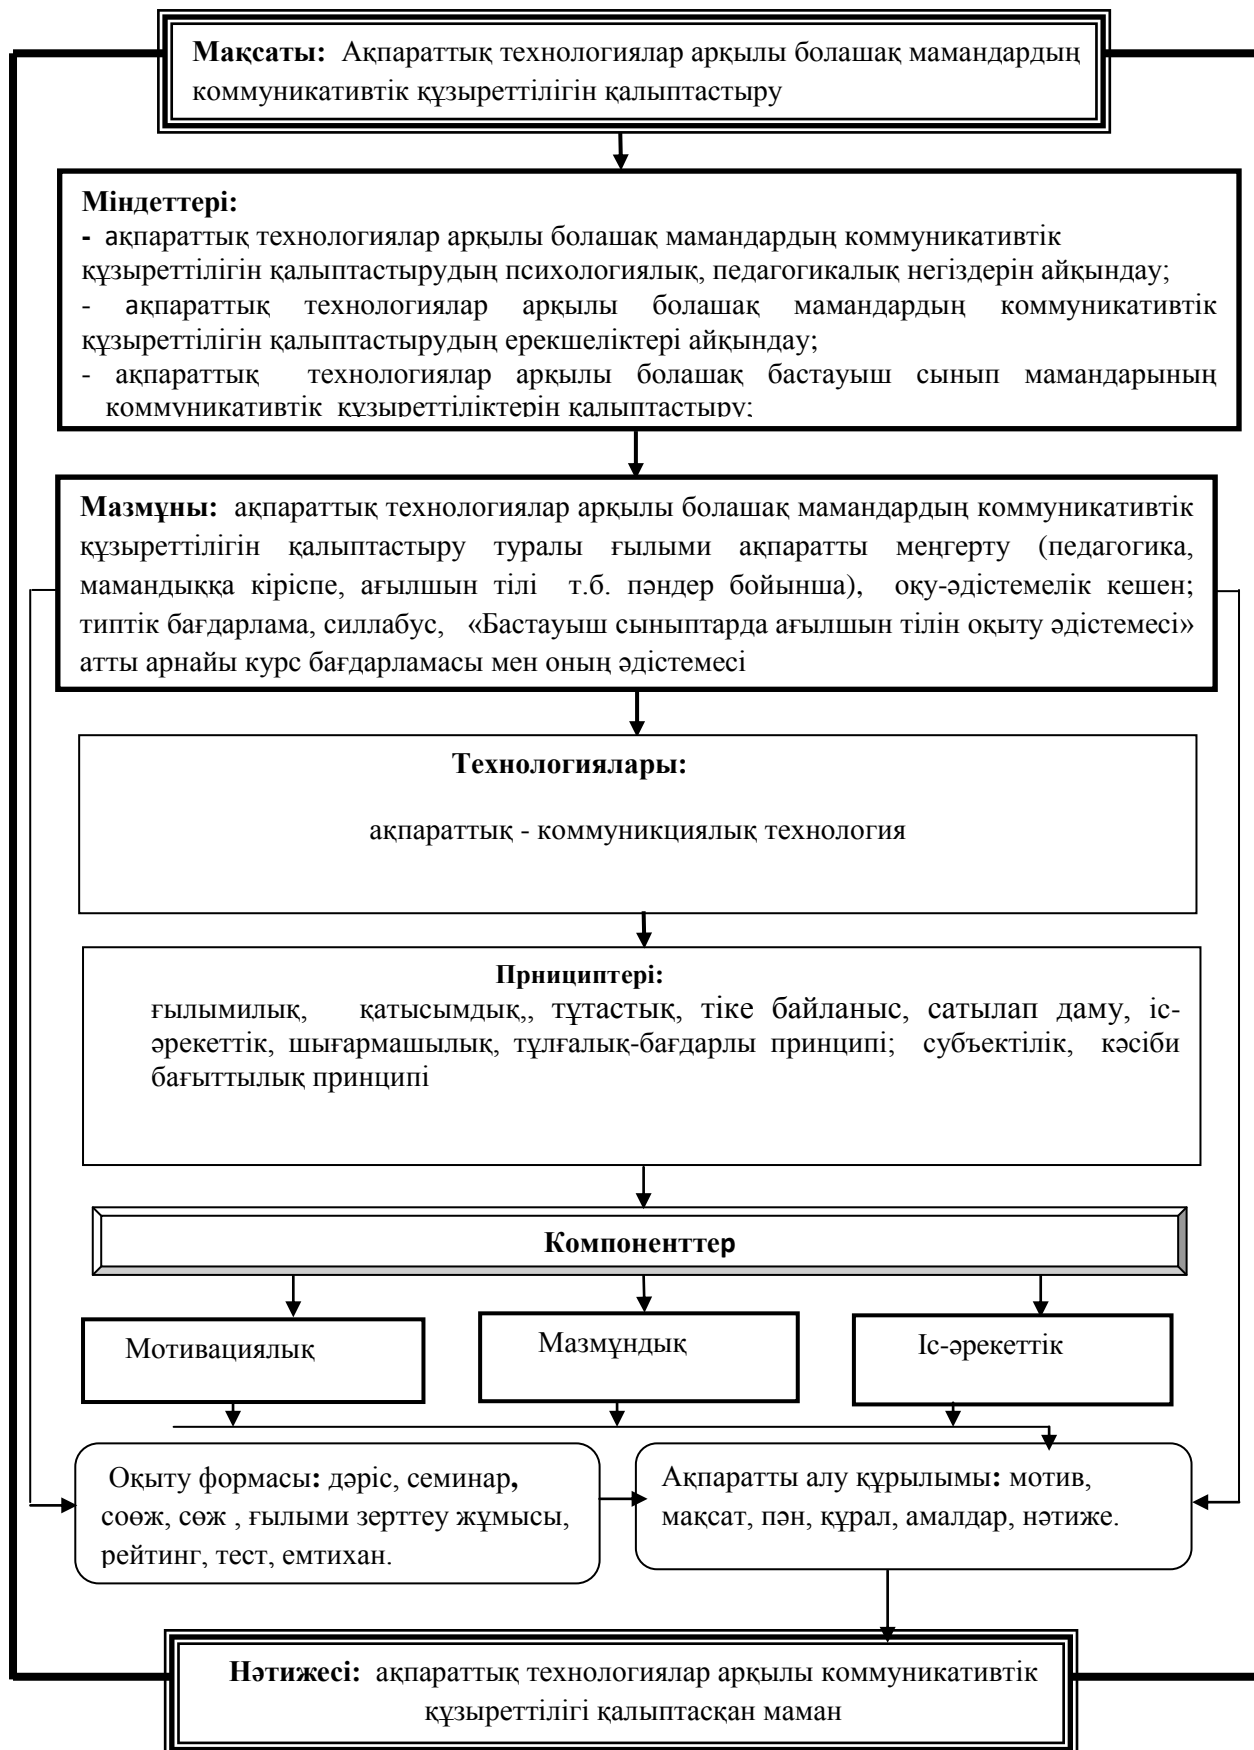 Мақсаты: Ақпараттық технологиялар арқылы болашақ мамандардың
коммуникативтік құзыреттілігін қалыптастыру
Міндеттері:
- ақпараттық технологиялар арқылы болашақ мамандардың коммуникативтік
құзыреттілігін қалыптастырудың психологиялық, педагогикалық негіздерін айқындау;
- ақпараттық технологиялар арқылы болашақ мамандардың коммуникативтік
құзыреттілігін қалыптастырудың ерекшеліктері айқындау;
- ақпараттық технологиялар арқылы болашақ бастауыш сынып мамандарының
коммуникативтік құзыреттіліктерін қалыптастыру;
Мазмұны: ақпараттық технологиялар арқылы болашақ мамандардың коммуникативтік
құзыреттілігін қалыптастыру туралы ғылыми ақпаратты меңгерту (педагогика,
мамандыққа кіріспе, ағылшын тілі т.б. пәндер бойынша), оқу-әдістемелік кешен;
типтік бағдарлама, силлабус, «Бастауыш сыныптарда ағылшын тілін оқыту әдістемесі»
атты арнайы курс бағдарламасы мен оның әдістемесі
Технологиялары:
ақпараттық - коммуникциялық технология
Прнициптері:
ғылымилық, қатысымдық,, тұтастық, тіке байланыс, сатылап даму, іс-
әрекеттік, шығармашылық, тұлғалық-бағдарлы принципі; субъектілік, кәсіби
бағыттылық принципі
Компоненттер
Мотивациялық
Мазмұндық
Іс-әрекеттік
Оқыту формасы: дәріс, семинар,
соөж, сөж , ғылыми зерттеу жұмысы,
рейтинг, тест, емтихан.
Ақпаратты алу құрылымы: мотив,
мақсат, пән, құрал, амалдар, нәтиже.
Нәтижесі: ақпараттық технологиялар арқылы коммуникативтік
құзыреттілігі қалыптасқан маман